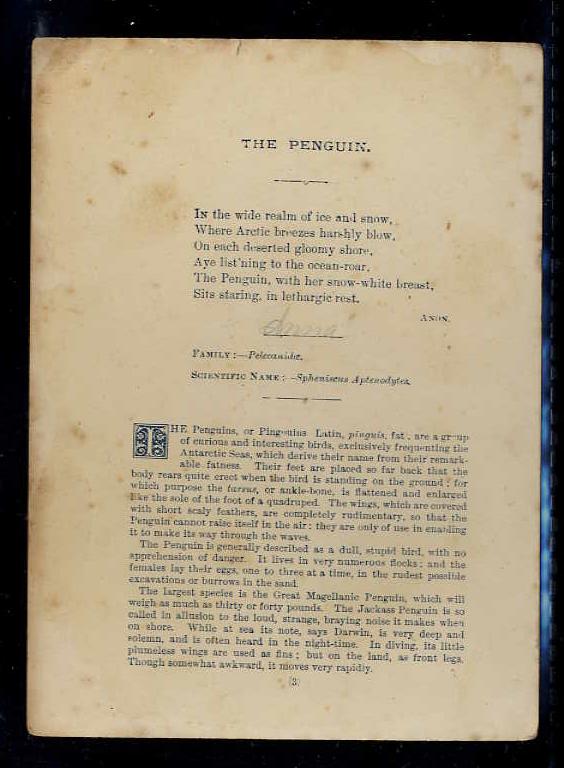 THE PENGUIN.
In the wide realm of ice and snow,
Where Arctic breezes harshly blow,
On each deserted gloomy shore,
Aye list'ning to the ocean-roar,
The Penguin, with her snow-white breast,
Sits staring, in lethargic rest.
ANON.
Anna
FAMILY :—Pelecanidæ.
SCIENTIFIC NAME : —Spheniscus Aptenodytes.
THE Penguins, or Pinguins Latin, pinguis, fat, are a group
of curious and interesting birds, exclusively frequenting the
Antarctic Seas, which derive their name from their remark-
able fatness. Their feet are placed so far back that the
body rears quite erect when the bird is standing on the ground ; for
which purpose the tarsus, or ankle-bone, is flattened and enlarged
like the sole of the foot of a quadruped. The wings, which are covered
with short scaly feathers, are completely rudimentary, so that the
Penguin cannot raise itself in the air : they are only of use in enabling
it to make its way through the waves.
The Penguin is generally described as a dull, stupid bird, with no
apprehension of danger. It lives in very numerous flocks ; and the
females lay their eggs, one to three at a time, in the rudest possible
excavations or burrows in the sand.
The largest species is the Great Magellanic Penguin, which will
weigh as much as thirty or forty pounds. The Jackass Penguin is so
called in allusion to the loud, strange, braying noise it makes when
on shore. While at sea its note, says Darwin, is very deep and
solemn, and is often heard in the night-time. In diving, its little
plumeless wings are used as fins ; but on the land, as front legs.
Though somewhat awkward, it moves very rapidly.
(3)